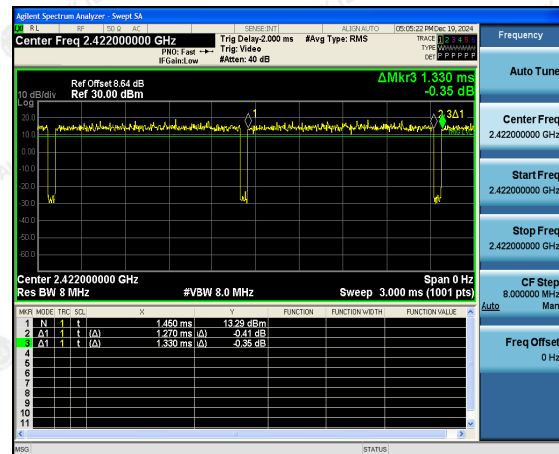 Agilent Spectrum Analyzer - Swept SA
RL RF 50 Ω AC SENSE:INT ALIGN AUTO 05:05:22 PM Dec 19, 2024
Center Freq 2.422000000 GHz
Trig Delay-2.000 ms #Avg Type: RMS
TRACE 1 2 3 4 5 6
PNO: Fast
Trig: Video
TYPE
IFGain:Low
#Atten: 40 dB
DET P P P P P P
Frequency
Auto Tune
Center Freq
2.422000000 GHz
Start Freq
2.422000000 GHz
Stop Freq
2.422000000 GHz
CF Step
8.000000 MHz
Auto Man
Freq Offset
0 Hz
ΔMkr3 1.330 ms
-0.35 dB
Ref Offset 8.64 dB
10 dB/div Ref 30.00 dBm
Log
20.0
10.0
0.00
-10.0
-20.0
-30.0
-40.0
-50.0
-60.0
1
2 3Δ1
Center 2.422000000 GHz Span 0 Hz
Res BW 8 MHz #VBW 8.0 MHz Sweep 3.000 ms (1001 pts)
MKR MODE TRC SCL X Y FUNCTION FUNCTION WIDTH FUNCTION VALUE
1 N 1 t 1.450 ms 13.29 dBm
2 Δ1 1 t (Δ) 1.270 ms (Δ) -0.41 dB
3 Δ1 1 t (Δ) 1.330 ms (Δ) -0.35 dB
4
5
6
7
8
9
10
11
MSG STATUS